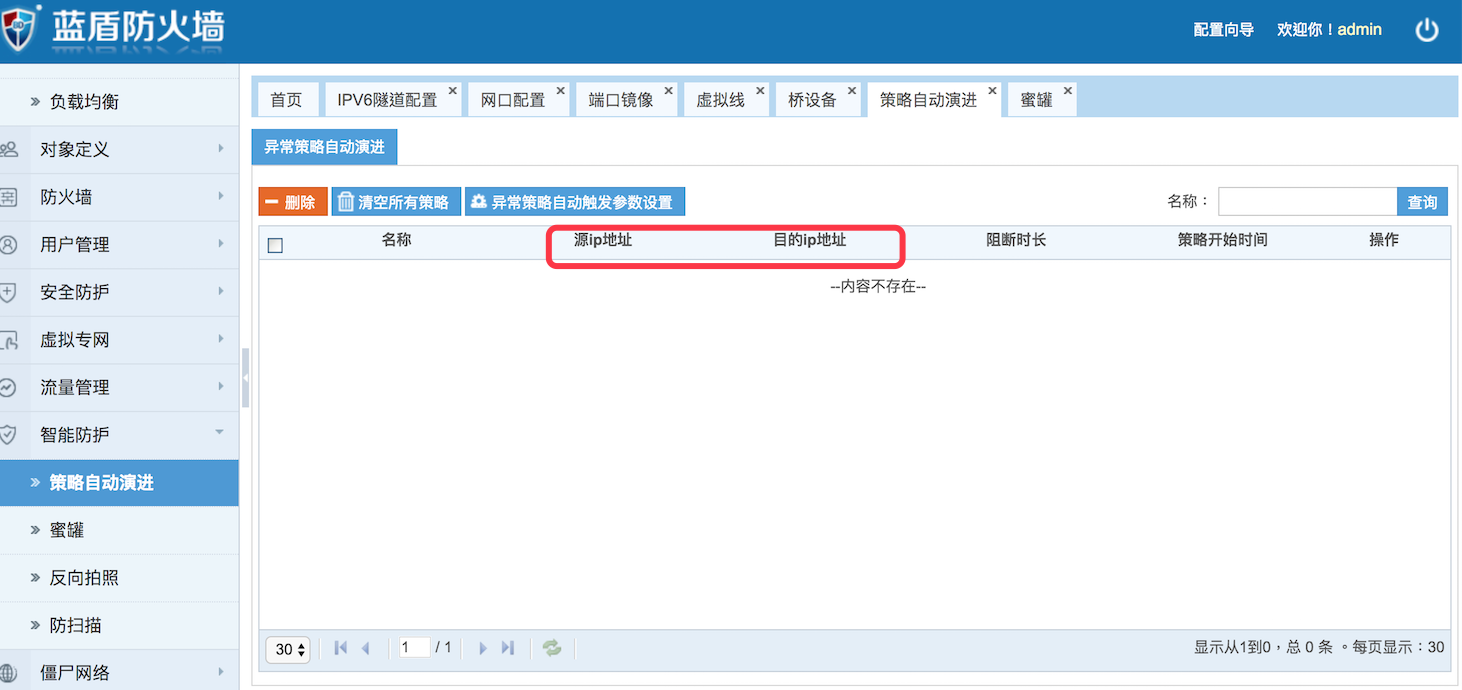 蓝盾防火墙
配置向导 欢迎你！admin
» 负载均衡
对象定义
防火墙
用户管理
安全防护
虚拟专网
流量管理
智能防护
» 策略自动演进
» 蜜罐
» 反向拍照
» 防扫描
僵尸网络
首页 IPV6隧道配置 × 网口配置 × 端口镜像 × 虚拟线 × 桥设备 × 策略自动演进 × 蜜罐 ×
异常策略自动演进
删除 清空所有策略 异常策略自动触发参数设置 名称： 查询
名称 源ip地址 目的ip地址 阻断时长 策略开始时间 操作
--内容不存在--
30 1 / 1 显示从1到0，总 0 条 。每页显示：30